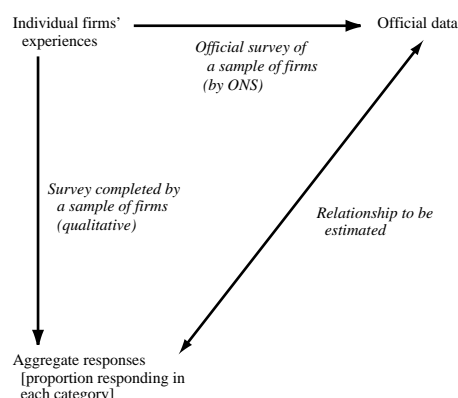 Individual firms'
experiences
Official data
Official survey of
a sample of firms
(by ONS)
Survey completed by
a sample of firms
(qualitative)
Relationship to be
estimated
Aggregate responses
[proportion responding in
each category]